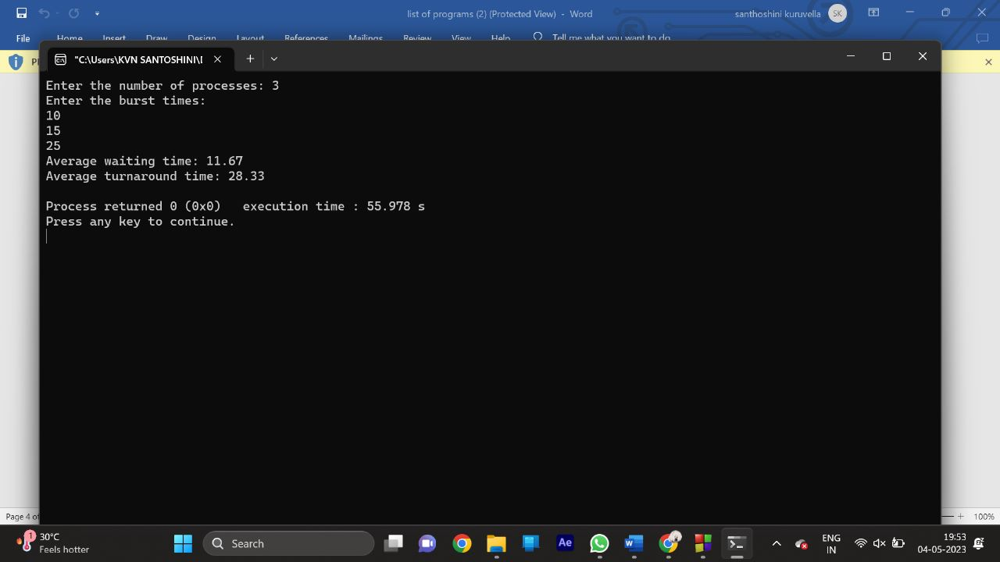 list of programs (2) (Protected View) - Word
santhoshini kuruvella
SK
File Home Insert Draw Design Layout References Mailings Review View Help Tell me what you want to do
"C:\Users\KVN SANTOSHINI\
Enter the number of processes: 3
Enter the burst times:
10
15
25
Average waiting time: 11.67
Average turnaround time: 28.33
Process returned 0 (0x0)   execution time : 55.978 s
Press any key to continue.
Page 4 of
100%
1
30°C
Feels hotter
Search
Ae
ENG
IN
19:53
04-05-2023